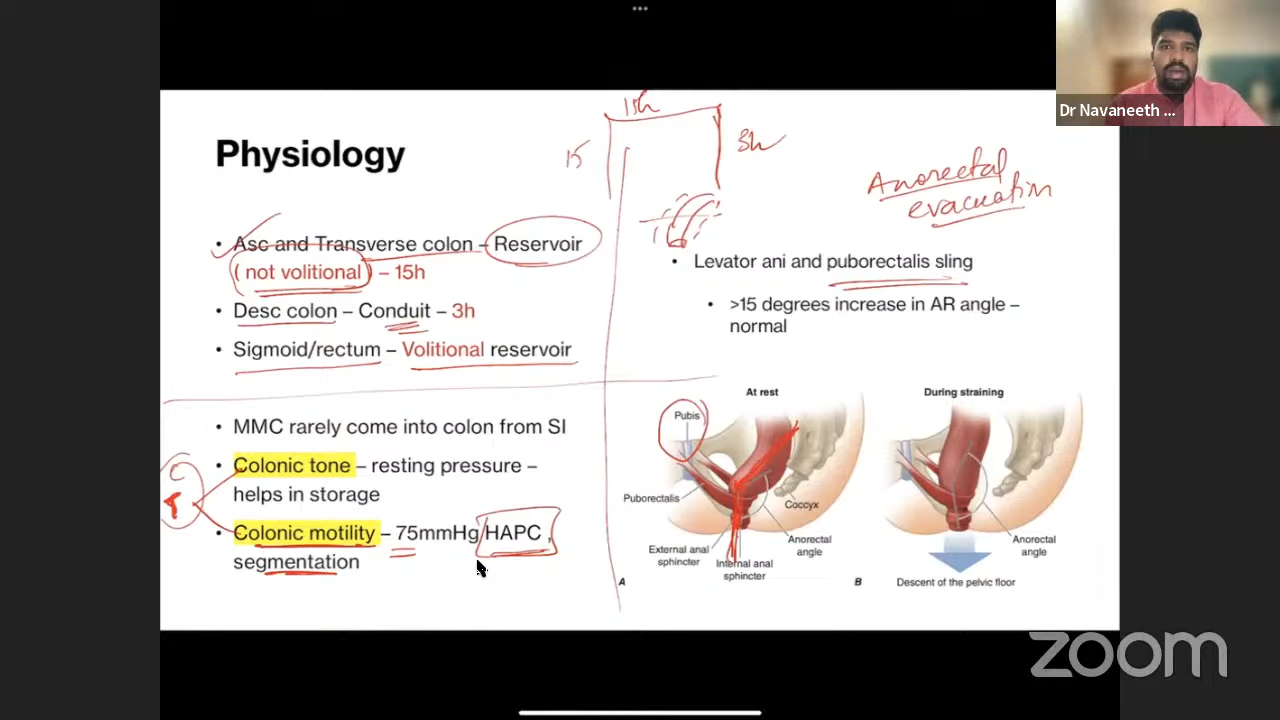 Dr Navaneeth ...
Physiology
• Asc and Transverse colon – Reservoir
( not volitional ) – 15h
• Desc colon – Conduit – 3h
• Sigmoid/rectum – Volitional reservoir
• MMC rarely come into colon from SI
• Colonic tone – resting pressure –
helps in storage
• Colonic motility – 75mmHg HAPC ,
segmentation
15h
15
3h
Anorectal
evacuation
• Levator ani and puborectalis sling
• >15 degrees increase in AR angle –
normal
At rest
Pubis
Puborectalis
Coccyx
External anal
sphincter
Internal anal
sphincter
Anorectal
angle
A
During straining
Anorectal
angle
B
Descent of the pelvic floor
zoom